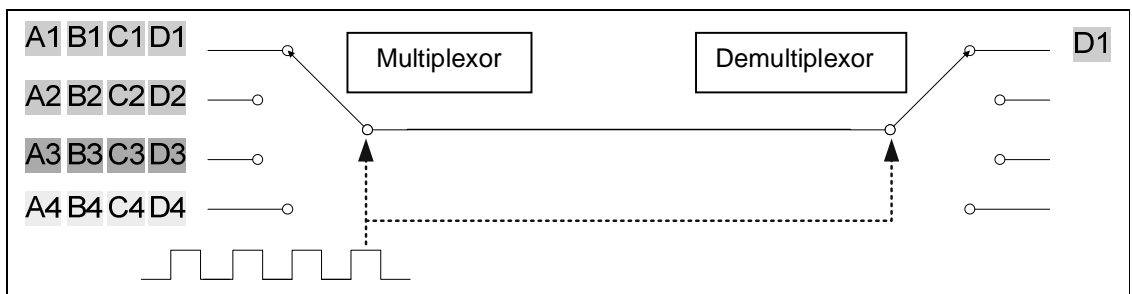 A1 B1 C1 D1
Multiplexor
Demultiplexor
D1
A2 B2 C2 D2
A3 B3 C3 D3
A4 B4 C4 D4